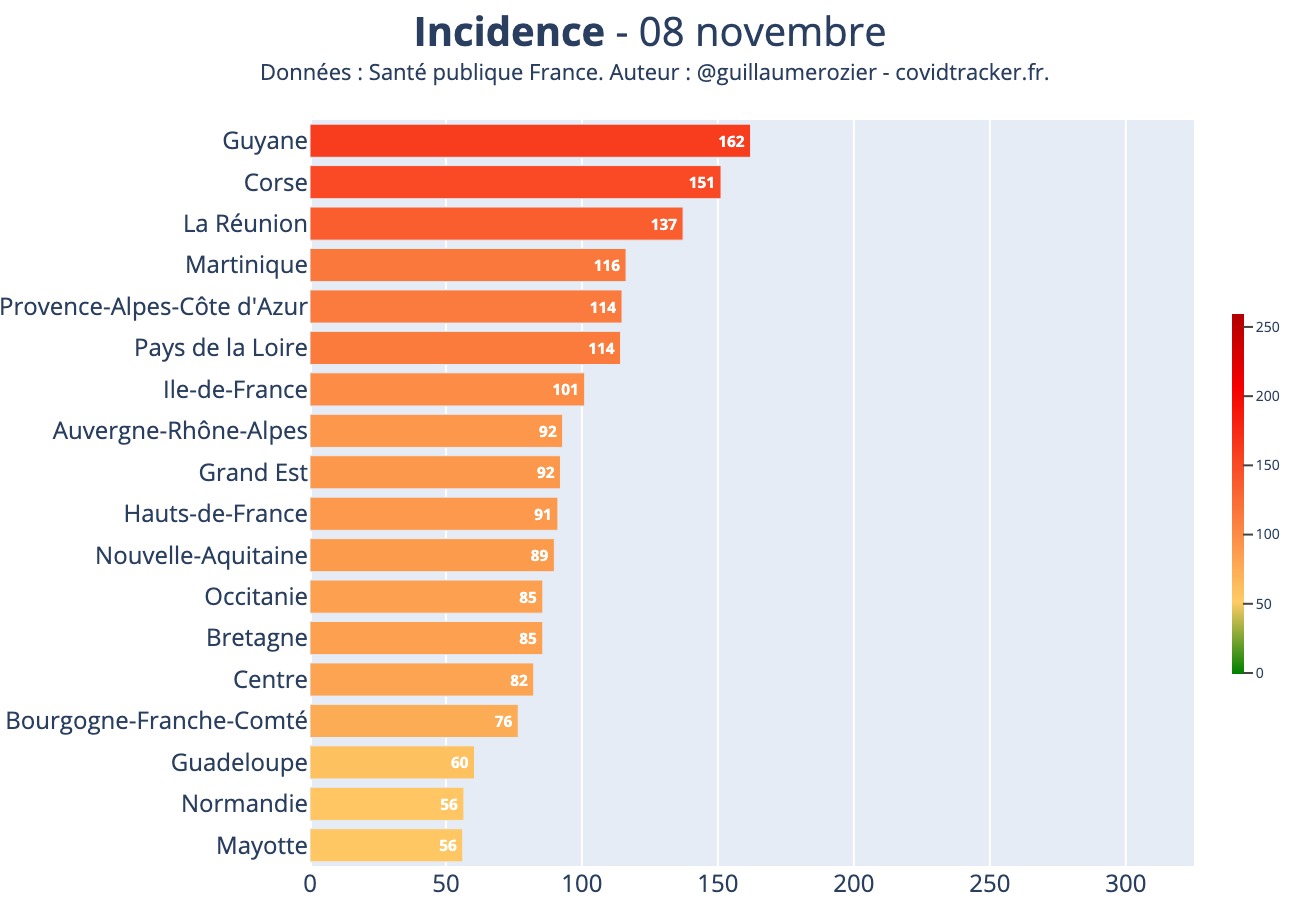 Incidence - 08 novembre
Données : Santé publique France. Auteur : @guillaumerozier - covidtracker.fr.
Guyane 162
Corse 151
La Réunion 137
Martinique 116
Provence-Alpes-Côte d'Azur 114
Pays de la Loire 114
Ile-de-France 101
Auvergne-Rhône-Alpes 92
Grand Est 92
Hauts-de-France 91
Nouvelle-Aquitaine 89
Occitanie 85
Bretagne 85
Centre 82
Bourgogne-Franche-Comté 76
Guadeloupe 60
Normandie 56
Mayotte 56
0 50 100 150 200 250 300
250
200
150
100
50
0